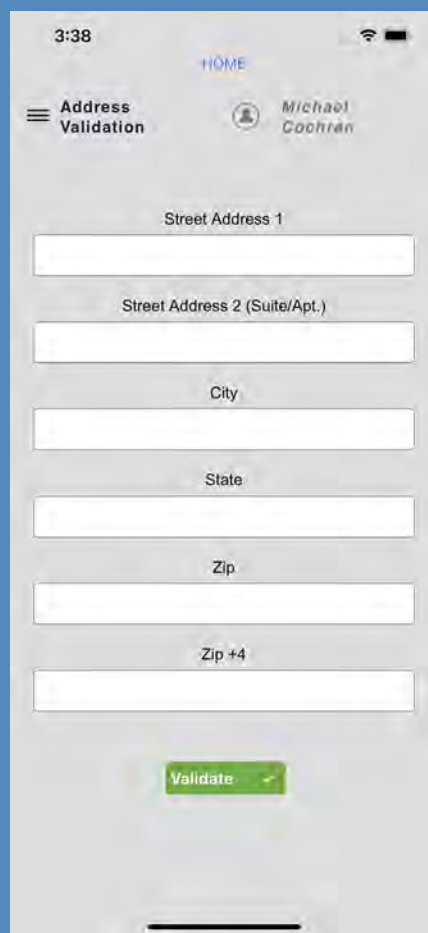 3:38
HOME
Address
Validation
Michael
Cochran
Street Address 1
Street Address 2 (Suite/Apt.)
City
State
Zip
Zip +4
Validate